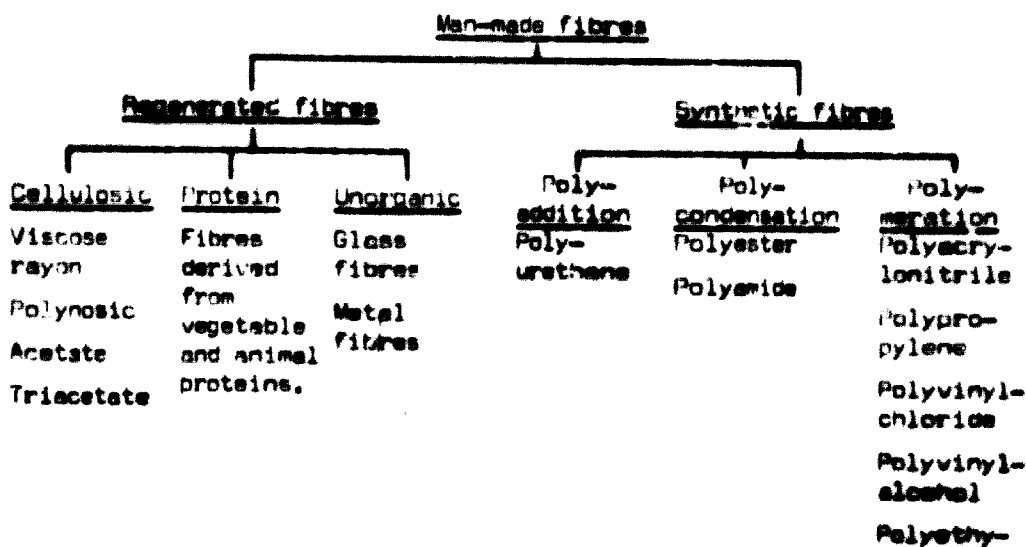 Man-made fibres
Regenerated fibres
Synthetic fibres
Cellulosic
Viscose
rayon
Polynosic
Acetate
Triacetate
Protein
Fibres
derived
from
vegetable
and animal
proteins.
Unorganic
Glass
fibres
Metal
fibres
Poly-
addition
Poly-
urethane
Poly-
condensation
Polyester
Polyamide
Poly-
meration
Polyacry-
lonitrile
Polypro-
pylene
Polyvinyl-
chloride
Polyvinyl-
alcohol
Polyethy-